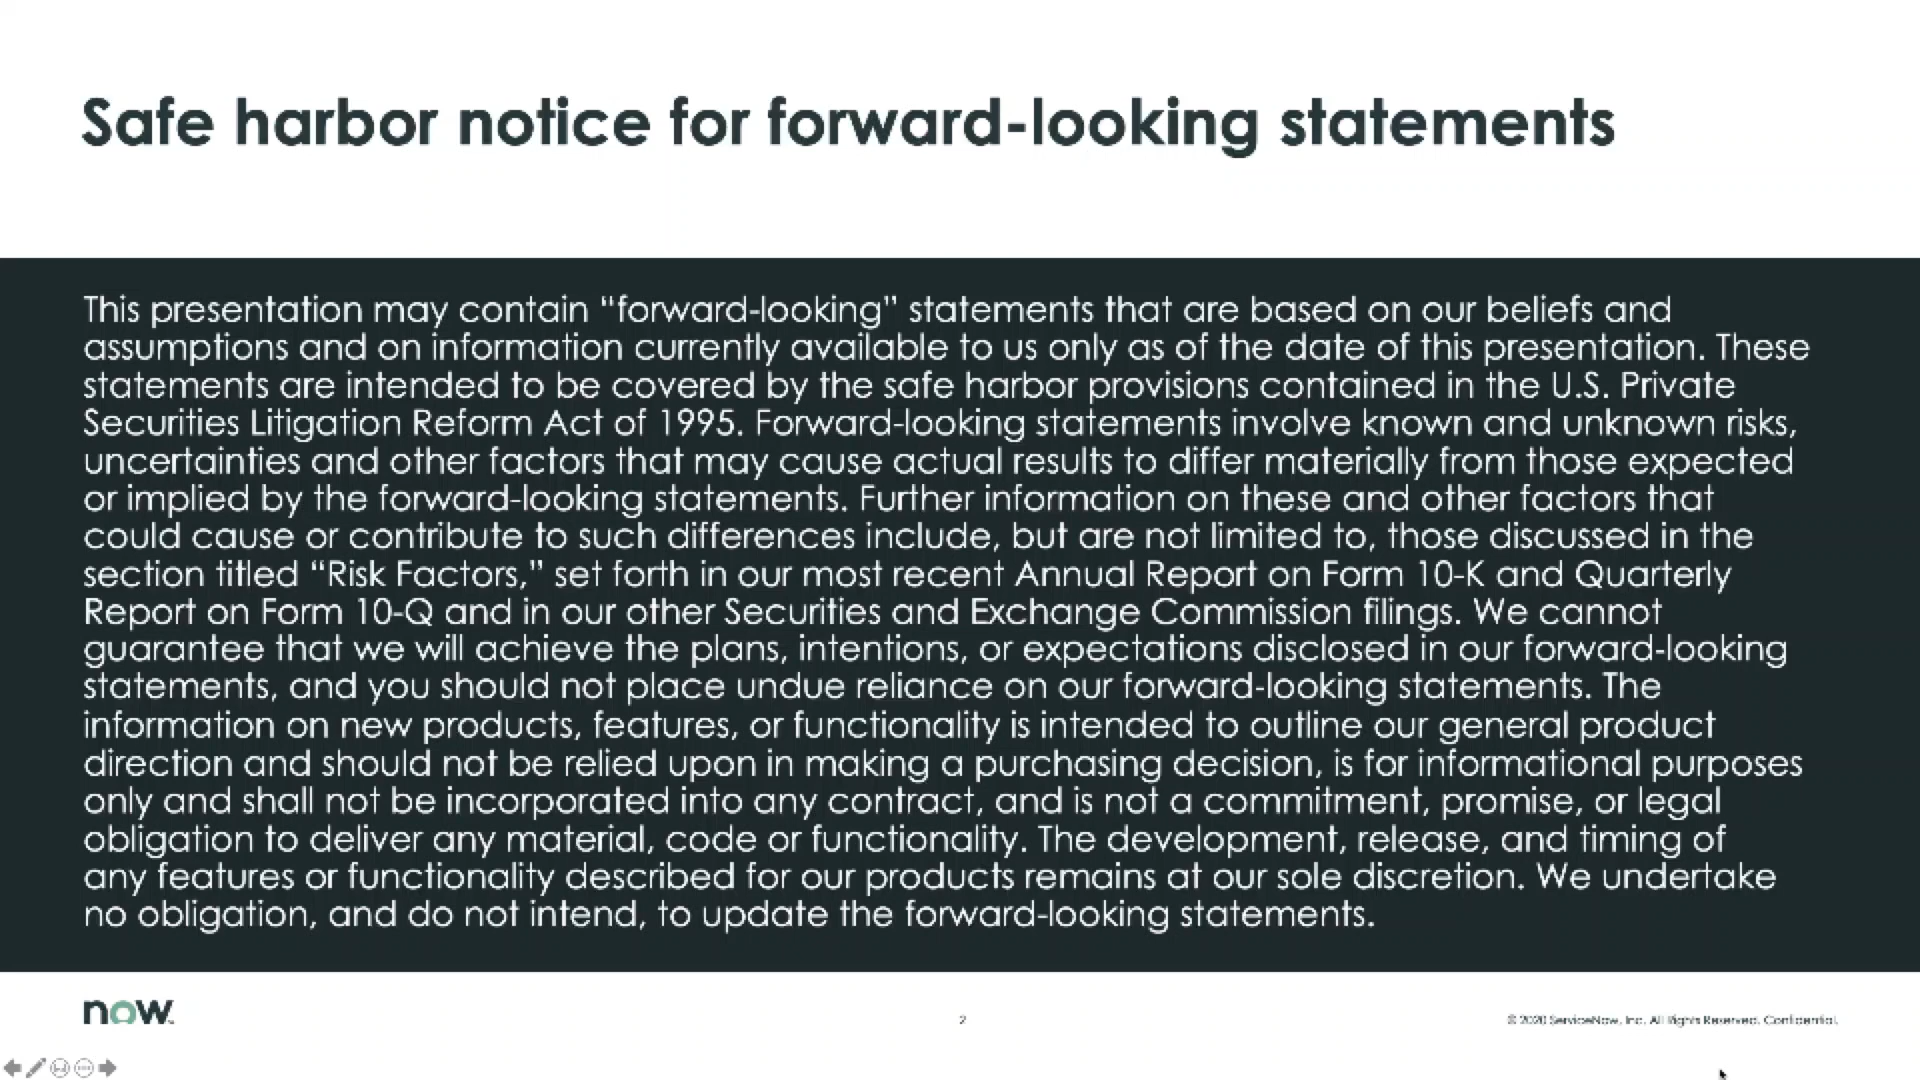 Safe harbor notice for forward-looking statements
This presentation may contain “forward-looking” statements that are based on our beliefs and
assumptions and on information currently available to us only as of the date of this presentation. These
statements are intended to be covered by the safe harbor provisions contained in the U.S. Private
Securities Litigation Reform Act of 1995. Forward-looking statements involve known and unknown risks,
uncertainties and other factors that may cause actual results to differ materially from those expected
or implied by the forward-looking statements. Further information on these and other factors that
could cause or contribute to such differences include, but are not limited to, those discussed in the
section titled “Risk Factors,” set forth in our most recent Annual Report on Form 10-K and Quarterly
Report on Form 10-Q and in our other Securities and Exchange Commission filings. We cannot
guarantee that we will achieve the plans, intentions, or expectations disclosed in our forward-looking
statements, and you should not place undue reliance on our forward-looking statements. The
information on new products, features, or functionality is intended to outline our general product
direction and should not be relied upon in making a purchasing decision, is for informational purposes
only and shall not be incorporated into any contract, and is not a commitment, promise, or legal
obligation to deliver any material, code or functionality. The development, release, and timing of
any features or functionality described for our products remains at our sole discretion. We undertake
no obligation, and do not intend, to update the forward-looking statements.
now
2
© 2020 ServiceNow, Inc. All Rights Reserved. Confidential.